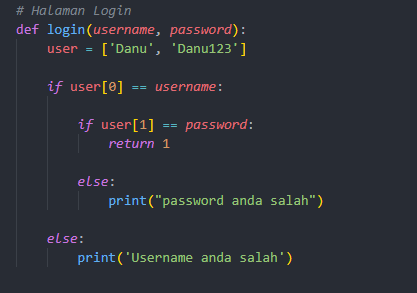 # Halaman Login
def login(username, password):
    user = ['Danu', 'Danu123']
    if user[0] == username:
        if user[1] == password:
            return 1
        else:
            print("password anda salah")
    else:
        print('Username anda salah')